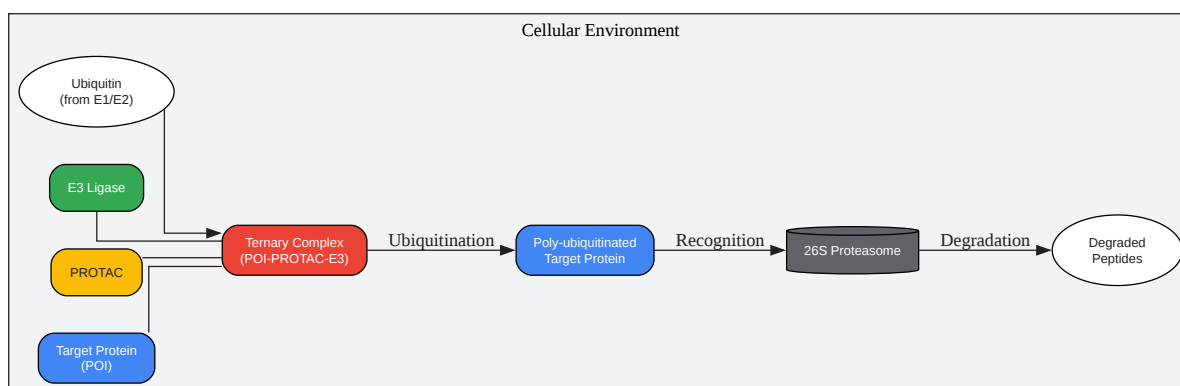 Cellular Environment
Ubiquitin
(from E1/E2)
E3 Ligase
PROTAC
Target Protein
(POI)
Ternary Complex
(POI-PROTAC-E3)
Ubiquitination
Poly-ubiquitinated
Target Protein
Recognition
26S Proteasome
Degradation
Degraded
Peptides